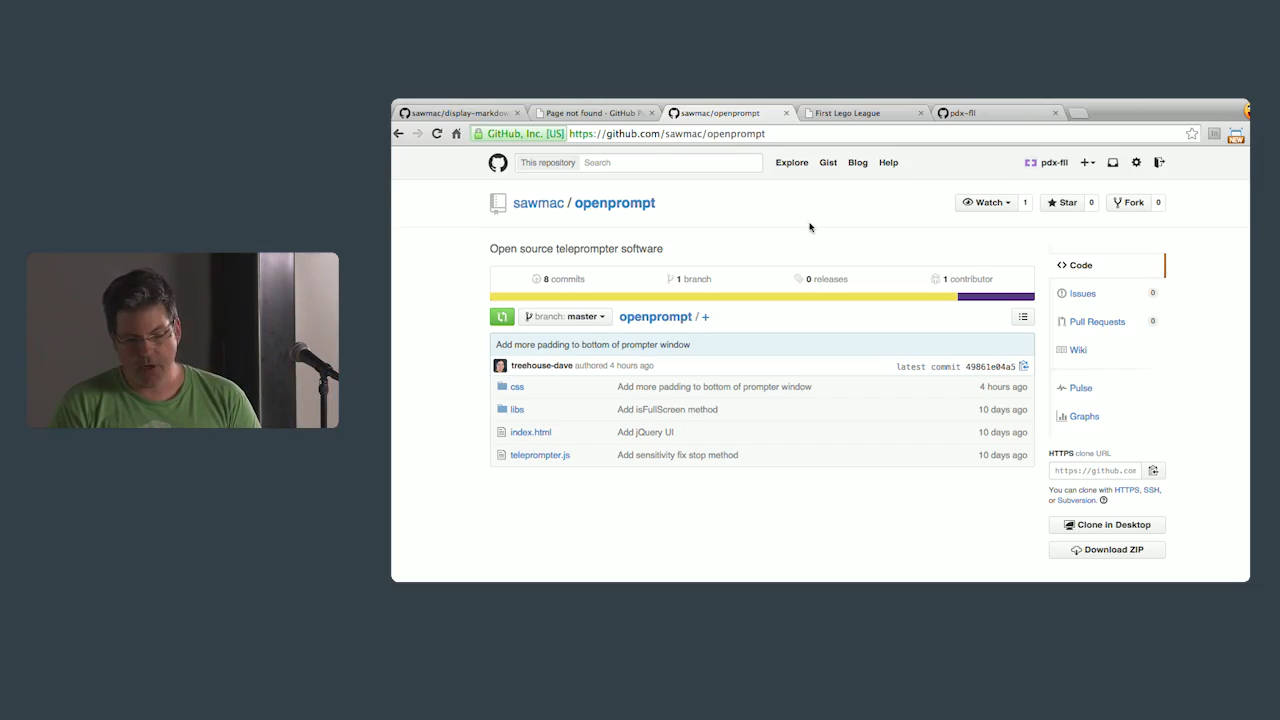 sawmac/display-markdow
Page not found · GitHub P
sawmac/openprompt
First Lego League
pdx-fll
GitHub, Inc. [US] https://github.com/sawmac/openprompt
NEW
This repository Search Explore Gist Blog Help pdx-fll
sawmac / openprompt
Watch 1 Star 0 Fork 0
Open source teleprompter software
8 commits 1 branch 0 releases 1 contributor
branch: master openprompt / +
Add more padding to bottom of prompter window
treehouse-dave authored 4 hours ago latest commit 49861e04a5
css Add more padding to bottom of prompter window 4 hours ago
libs Add isFullScreen method 10 days ago
index.html Add jQuery UI 10 days ago
teleprompter.js Add sensitivity fix stop method 10 days ago
Code
Issues 0
Pull Requests 0
Wiki
Pulse
Graphs
HTTPS clone URL
https://github.com
You can clone with HTTPS, SSH,
or Subversion.
Clone in Desktop
Download ZIP